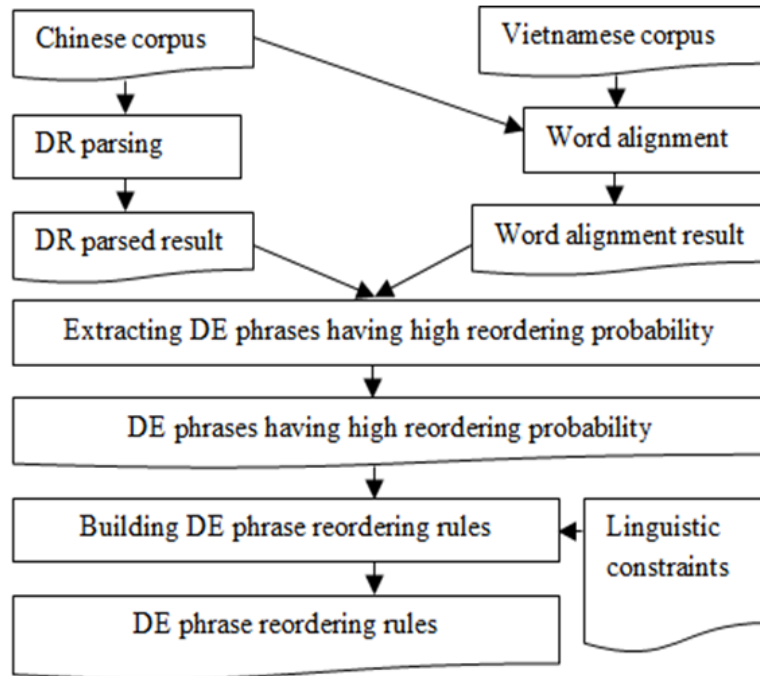 Chinese corpus
Vietnamese corpus
DR parsing
Word alignment
DR parsed result
Word alignment result
Extracting DE phrases having high reordering probability
DE phrases having high reordering probability
Building DE phrase reordering rules
Linguistic
constraints
DE phrase reordering rules